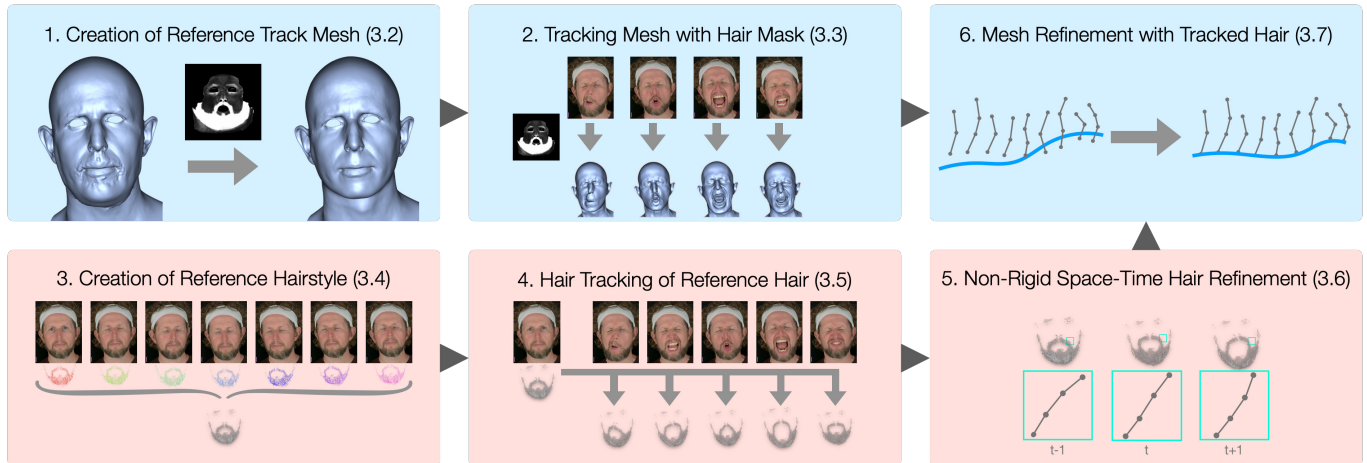 1. Creation of Reference Track Mesh (3.2)
2. Tracking Mesh with Hair Mask (3.3)
6. Mesh Refinement with Tracked Hair (3.7)
3. Creation of Reference Hairstyle (3.4)
4. Hair Tracking of Reference Hair (3.5)
5. Non-Rigid Space-Time Hair Refinement (3.6)
t-1
t
t+1